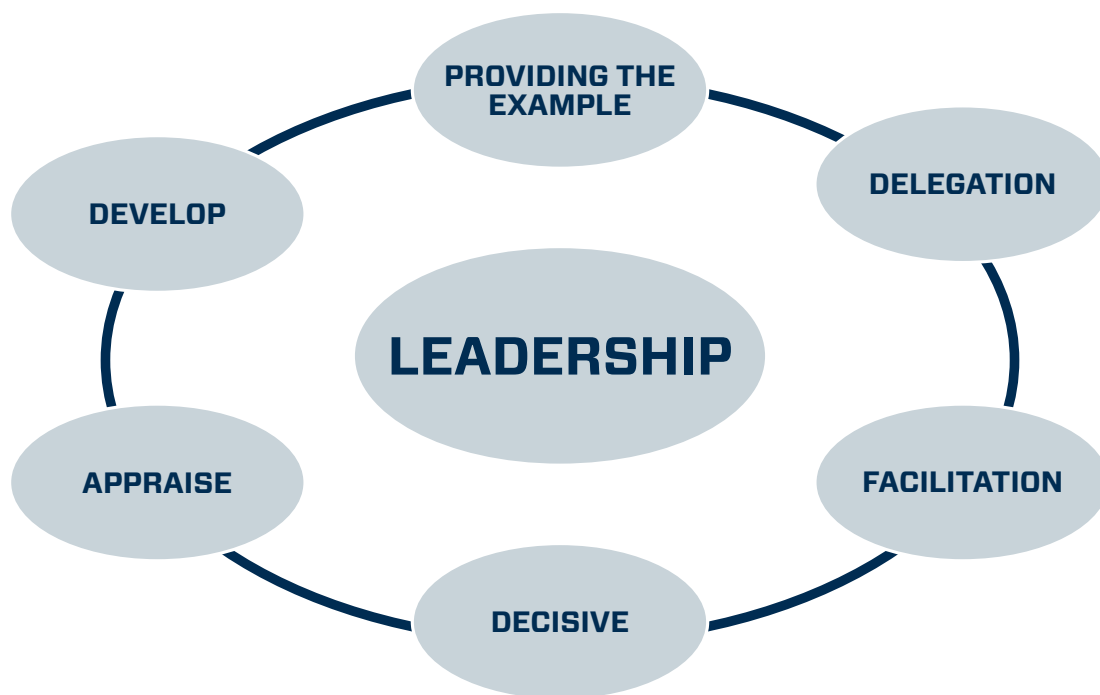 PROVIDING THE
EXAMPLE
DELEGATION
DEVELOP
LEADERSHIP
APPRAISE
FACILITATION
DECISIVE